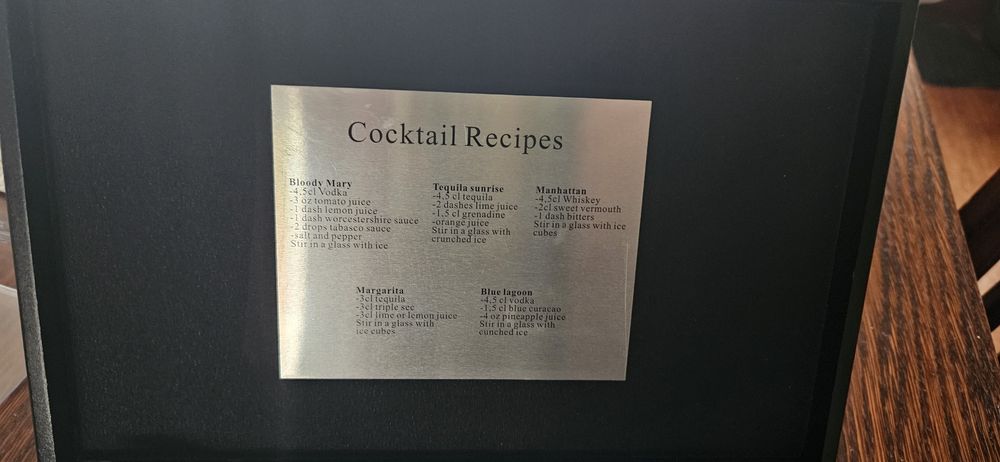 Cocktail Recipes
Bloody Mary
-4,5cl Vodka
-3 oz tomato juice
-1 dash lemon juice
-1 dash worcestershire sauce
-2 drops tabasco sauce
-salt and pepper
Stir in a glass with ice
Tequila sunrise
-4,5 cl tequila
-2 dashes lime juice
-1,5 cl grenadine
-orange juice
Stir in a glass with
crunched ice
Manhattan
-4,5cl Whiskey
-2cl sweet vermouth
-1 dash bitters
Stir in a glass with ice
cubes
Margarita
-3cl tequila
-3cl triple sec
-3cl lime or lemon juice
Stir in a glass with
ice cubes
Blue lagoon
-4,5 cl vodka
-1,5 cl blue curaçao
-4 oz pineapple juice
Stir in a glass with
cunched ice